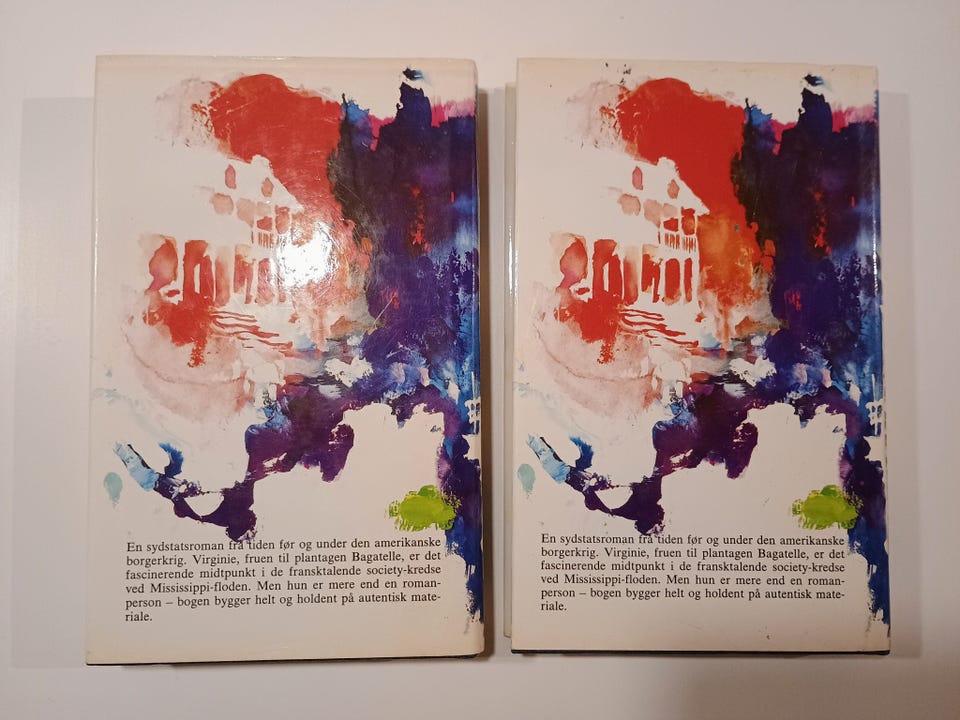 En sydstatsroman fra tiden før og under den amerikanske
borgerkrig. Virginie, fruen til plantagen Bagatelle, er det
fascinerende midtpunkt i de fransktalende society-kredse
ved Mississippi-floden. Men hun er mere end en roman-
person – bogen bygger helt og holdent på autentisk mate-
riale.
En sydstatsroman fra tiden før og under den amerikanske
borgerkrig. Virginie, fruen til plantagen Bagatelle, er det
fascinerende midtpunkt i de fransktalende society-kredse
ved Mississippi-floden. Men hun er mere end en roman-
person – bogen bygger helt og holdent på autentisk mate-
riale.